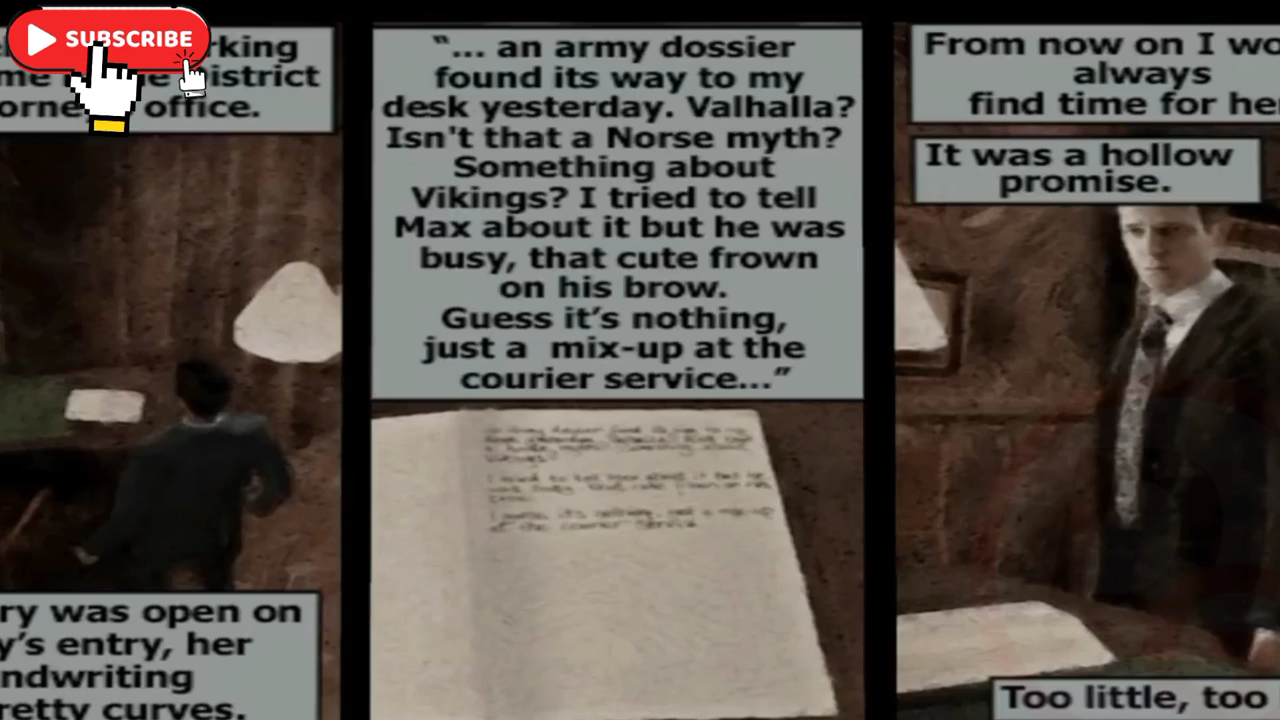 SUBSCRIBE
rking
me istrict
office.
ry was open on
y's entry, her
ndwriting
retty curves.
"... an army dossier
found its way to my
desk yesterday. Valhalla?
Isn't that a Norse myth?
Something about
Vikings? I tried to tell
Max about it but he was
busy, that cute frown
on his brow.
Guess it's nothing,
just a mix-up at the
courier service..."
From now on I wo
always
find time for he
It was a hollow
promise.
Too little, too